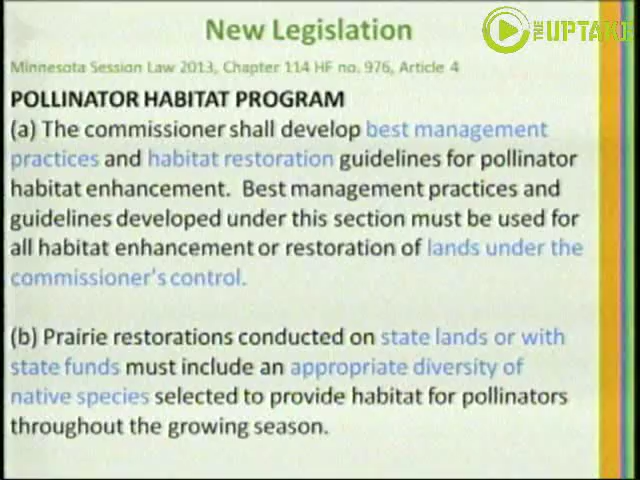 New Legislation
THE UPTAKE
Minnesota Session Law 2013, Chapter 114 HF no. 976, Article 4
POLLINATOR HABITAT PROGRAM
(a) The commissioner shall develop best management
practices and habitat restoration guidelines for pollinator
habitat enhancement. Best management practices and
guidelines developed under this section must be used for
all habitat enhancement or restoration of lands under the
commissioner's control.
(b) Prairie restorations conducted on state lands or with
state funds must include an appropriate diversity of
native species selected to provide habitat for pollinators
throughout the growing season.